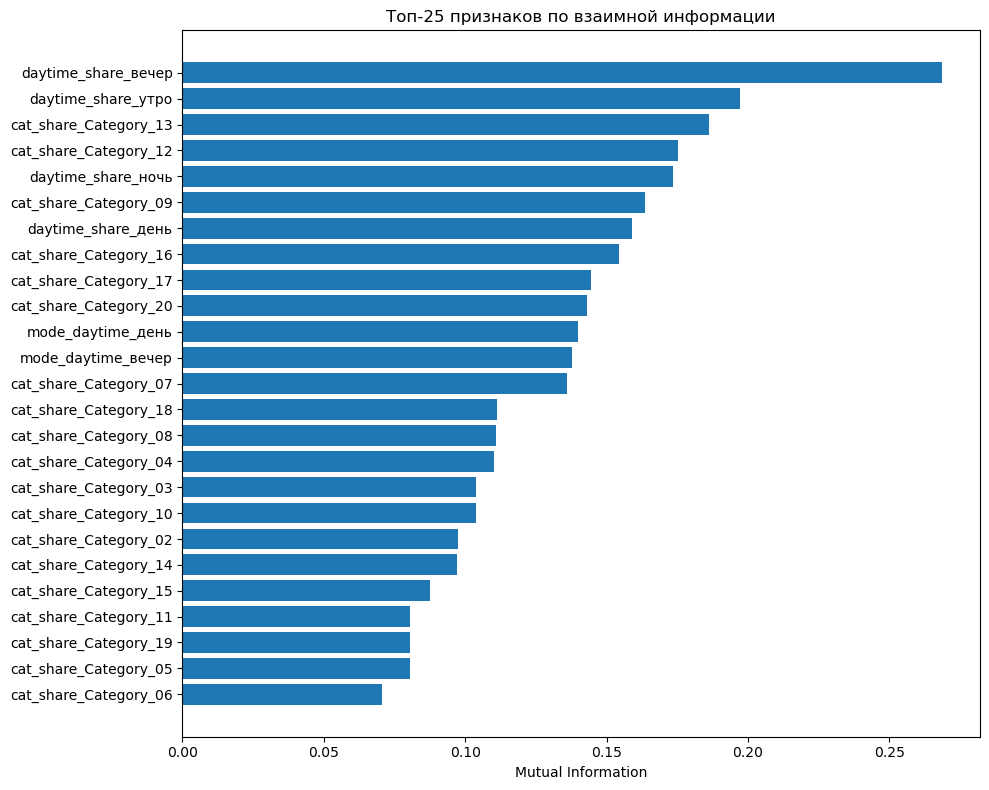 Топ-25 признаков по взаимной информации
daytime_share_вечер
daytime_share_утро
cat_share_Category_13
cat_share_Category_12
daytime_share_ночь
cat_share_Category_09
daytime_share_день
cat_share_Category_16
cat_share_Category_17
cat_share_Category_20
mode_daytime_день
mode_daytime_вечер
cat_share_Category_07
cat_share_Category_18
cat_share_Category_08
cat_share_Category_04
cat_share_Category_03
cat_share_Category_10
cat_share_Category_02
cat_share_Category_14
cat_share_Category_15
cat_share_Category_11
cat_share_Category_19
cat_share_Category_05
cat_share_Category_06
0.00 0.05 0.10 0.15 0.20 0.25
Mutual Information